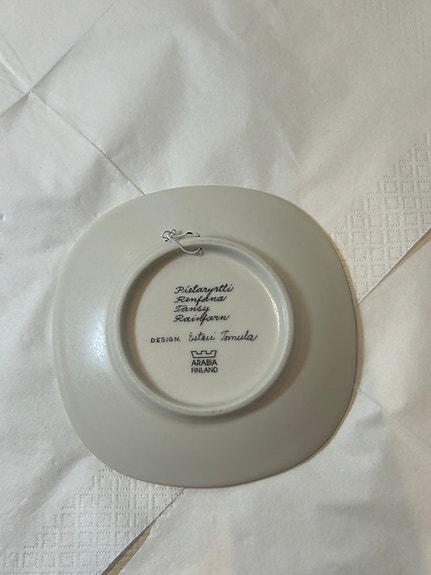 Pietaryrtti
Renfana
Tansy
Rainfarn
DESIGN. Esteri Tomula
ARABIA
FINLAND